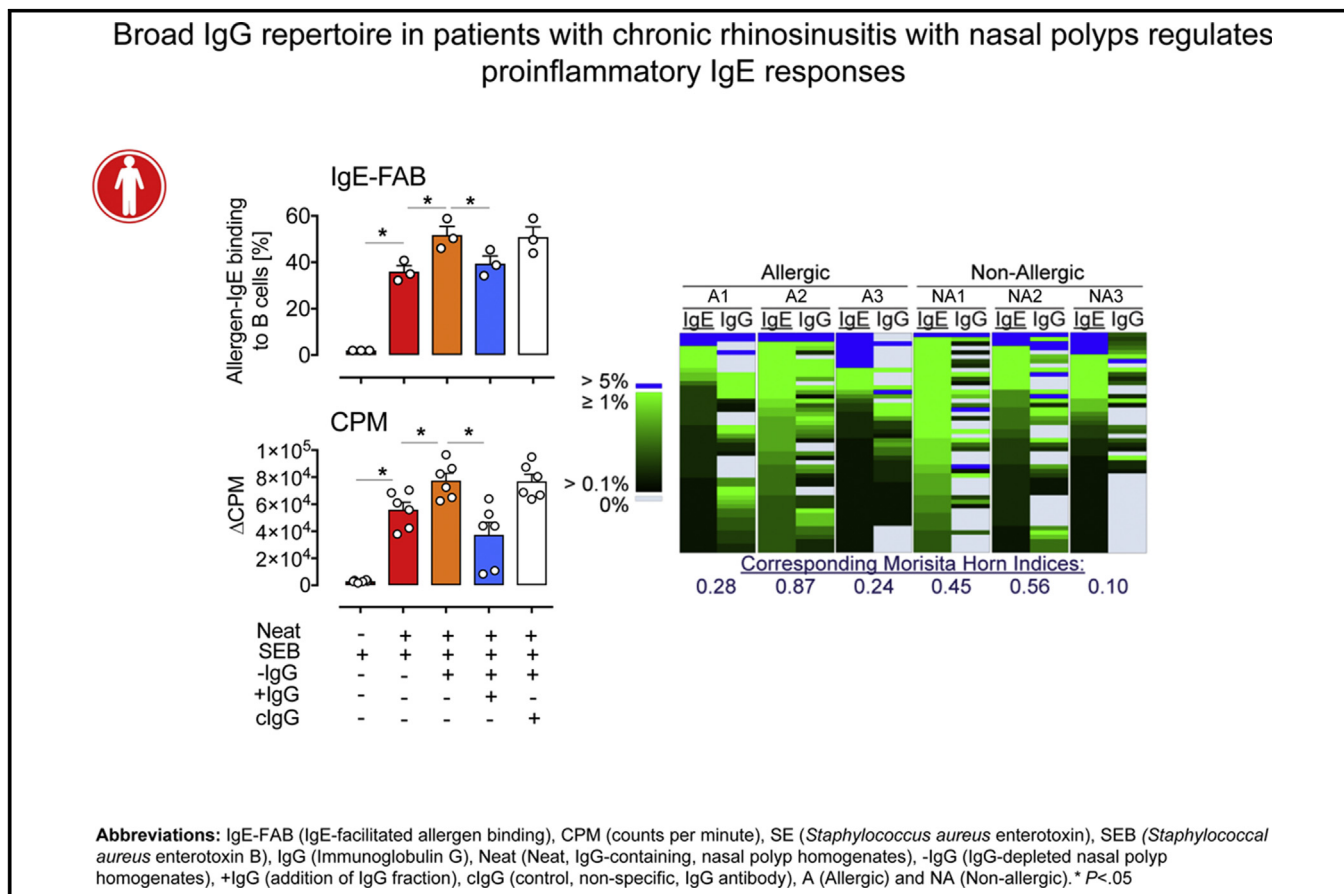 Broad IgG repertoire in patients with chronic rhinosinusitis with nasal polyps regulates
proinflammatory IgE responses
IgE-FAB
Allergen-IgE binding
to B cells [%]
60
40
20
0
* * *
CPM
ΔCPM
1×10⁵
8×10⁴
6×10⁴
4×10⁴
2×10⁴
0
* * *
Neat - + + + +
SEB + + + + +
-IgG - - + + +
+IgG - - - + -
cIgG - - - - +
> 5%
≥ 1%
> 0.1%
0%
Allergic Non-Allergic
A1 A2 A3 NA1 NA2 NA3
IgE IgG IgE IgG IgE IgG IgE IgG IgE IgG IgE IgG
Corresponding Morisita Horn Indices:
0.28 0.87 0.24 0.45 0.56 0.10
Abbreviations: IgE-FAB (IgE-facilitated allergen binding), CPM (counts per minute), SE (Staphylococcus aureus enterotoxin), SEB (Staphylococcal
aureus enterotoxin B), IgG (Immunoglobulin G), Neat (Neat, IgG-containing, nasal polyp homogenates), -IgG (IgG-depleted nasal polyp
homogenates), +IgG (addition of IgG fraction), cIgG (control, non-specific, IgG antibody), A (Allergic) and NA (Non-allergic).* P<.05